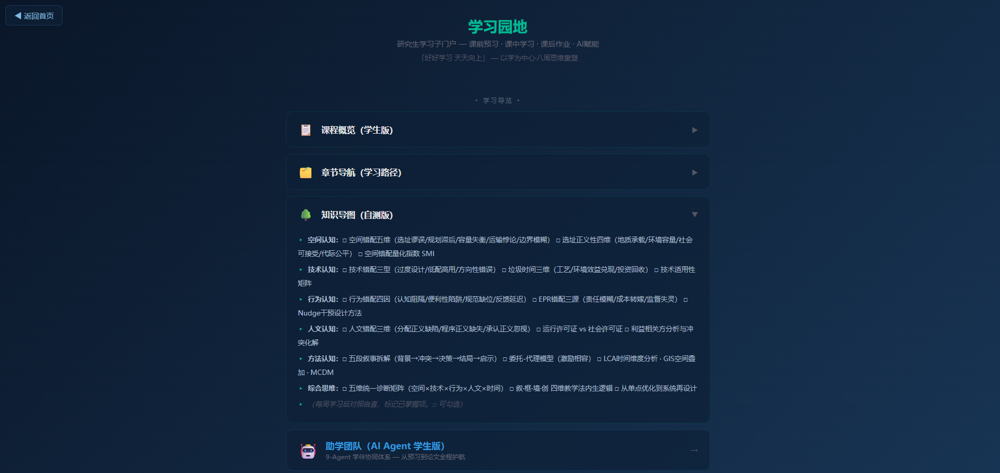 ◀ 返回首页
学习园地
研究生学习子门户 — 课前预习 · 课中学习 · 课后作业 · AI赋能
「好好学习 天天向上」 — 以学为中心·八周思维重塑
· 学习导览 ·
课程概览（学生版） ▶
章节导航（学习路径） ▶
知识导图（自测版） ▼
▸ 空间认知：□ 空间错配五维（选址谬误/规划滞后/容量失衡/运输悖论/边界模糊） □ 选址正义性四维（地质承载/环境容量/社会
可接受/代际公平） □ 空间错配量化指数 SMI
▸ 技术认知：□ 技术错配三型（过度设计/低配高用/方向性错误） □ 垃圾时间三维（工艺/环境效益兑现/投资回收） □ 技术适用性
矩阵
▸ 行为认知：□ 行为错配四因（认知阻隔/便利性陷阱/规范缺位/反馈延迟） □ EPR错配三源（责任模糊/成本转嫁/监督失灵） □
Nudge干预设计方法
▸ 人文认知：□ 人文错配三维（分配正义缺陷/程序正义缺失/承认正义忽视） □ 运行许可证 vs 社会许可证 □ 利益相关方分析与冲
突化解
▸ 方法认知：□ 五段叙事拆解（背景→冲突→决策→结局→启示） □ 委托-代理模型（激励相容） □ LCA时间维度分析 · GIS空间叠
加 · MCDM
▸ 综合思维：□ 五维统一诊断矩阵（空间×技术×行为×人文×时间） □ 叙·框·境·创 四维教学法内生逻辑 □ 从单点优化到系统再设计
▸ （每周学习后对照自查，标记已掌握项。□ 可勾选）
助学团队（AI Agent 学生版）
9-Agent 学伴协同体系 — 从预习到论文全程护航 →